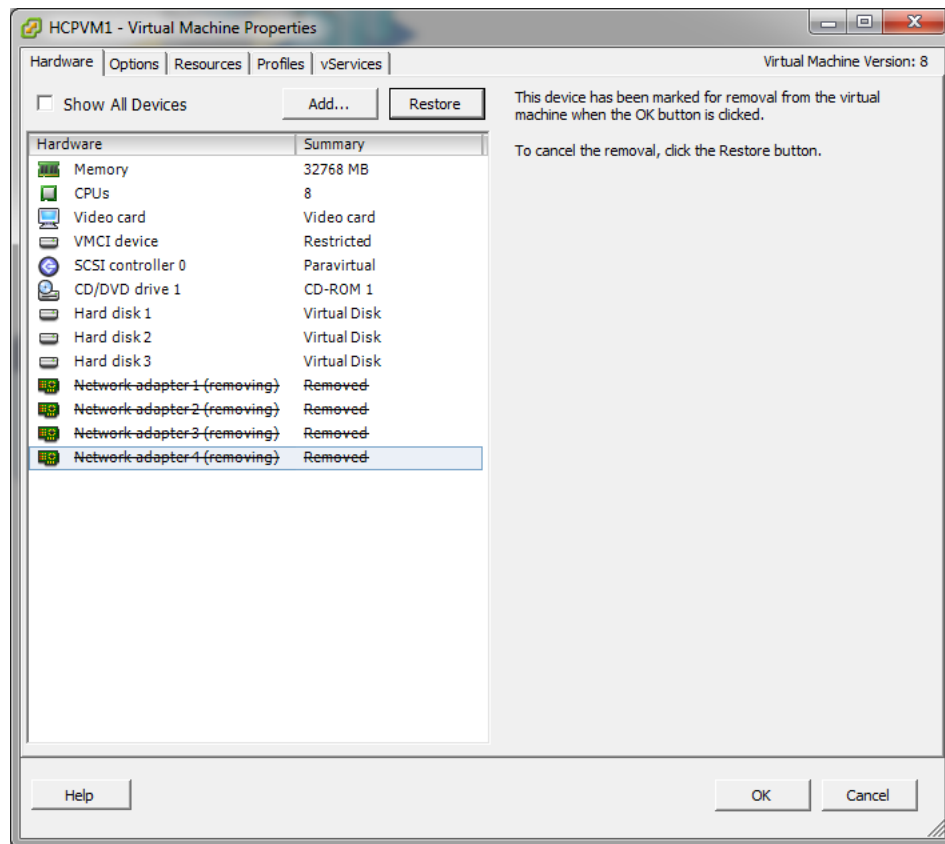 HCPVM1 - Virtual Machine Properties
Hardware Options Resources Profiles vServices Virtual Machine Version: 8
Show All Devices Add... Restore
This device has been marked for removal from the virtual
machine when the OK button is clicked.
To cancel the removal, click the Restore button.
Hardware Summary
Memory 32768 MB
CPUs 8
Video card Video card
VMCI device Restricted
SCSI controller 0 Paravirtual
CD/DVD drive 1 CD-ROM 1
Hard disk 1 Virtual Disk
Hard disk 2 Virtual Disk
Hard disk 3 Virtual Disk
Network adapter 1 (removing) Removed
Network adapter 2 (removing) Removed
Network adapter 3 (removing) Removed
Network adapter 4 (removing) Removed
Help OK Cancel